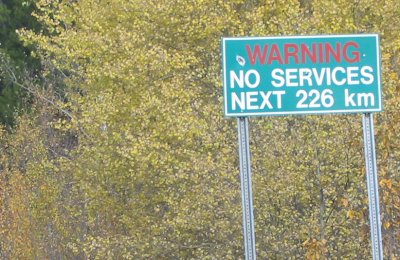 WARNING
NO SERVICES
NEXT 226 km